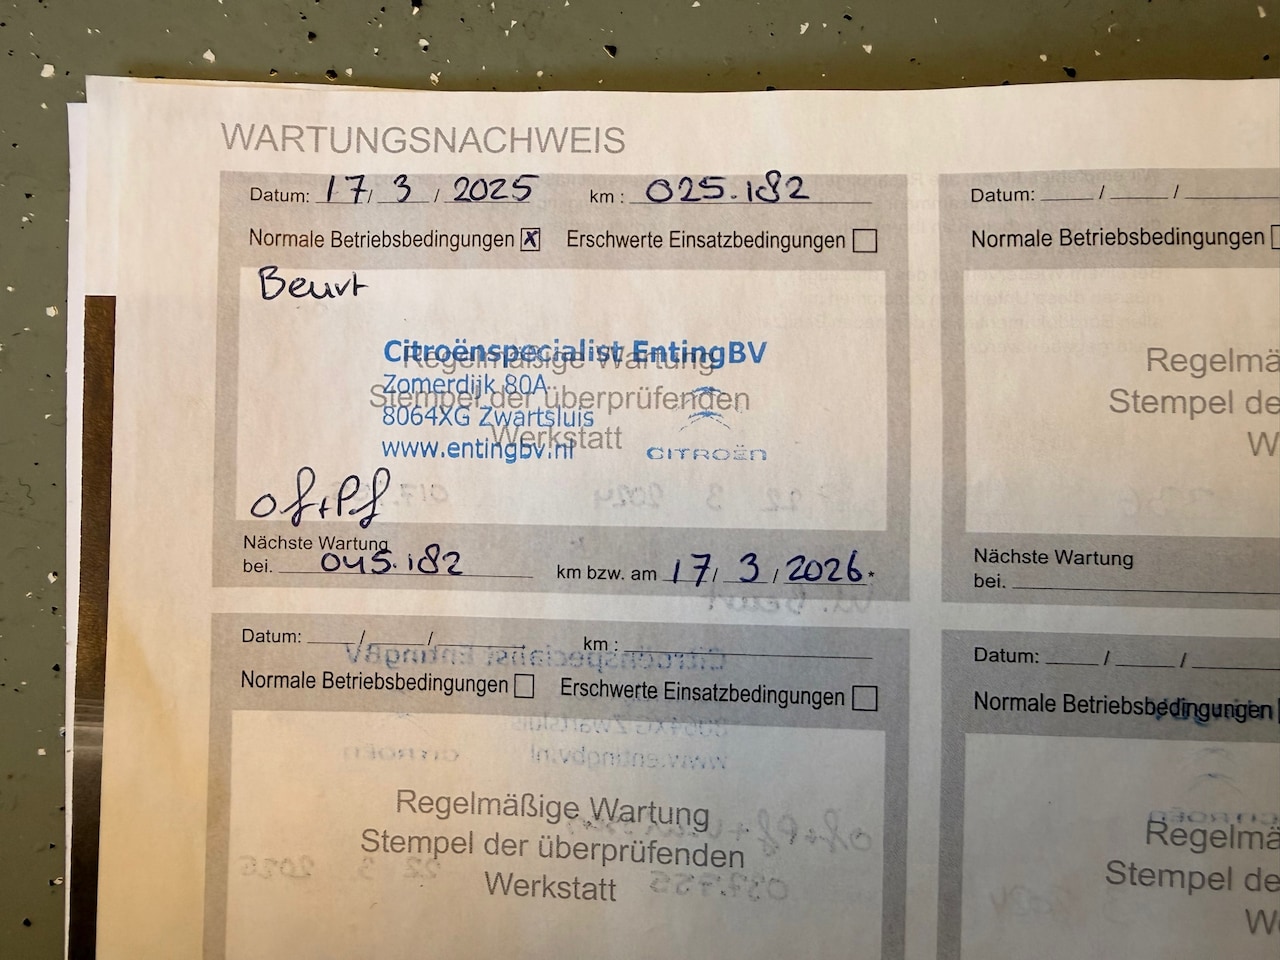 WARTUNGSNACHWEIS
Datum: 17/ 3 / 2025 km : 025.182
Normale Betriebsbedingungen X Erschwerte Einsatzbedingungen
Beurt
Citroënspecialist EntingBV
Regelmäßige Wartung
Zomerdijk 80A
Stempel der überprüfenden
8064XG Zwartsluis
Werkstatt
www.entingbv.nl
CITROËN
of+Pf
Nächste Wartung
bei. 045.182 km bzw. am 17/ 3 / 2026 *
Datum: / / km :
Normale Betriebsbedingungen Erschwerte Einsatzbedingungen
Regelmäßige Wartung
Stempel der überprüfenden
Werkstatt
Datum: / /
Normale Betriebsbedingungen
Regelmä
Stempel de
W
Nächste Wartung
bei.
Datum: / /
Normale Betriebsbedingungen
Regelmä
Stempel de
We